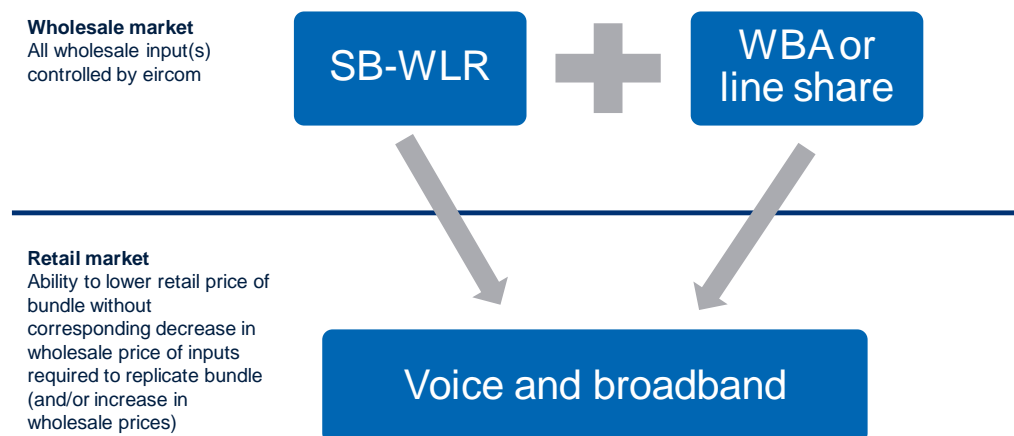 Wholesale market
All wholesale input(s)
controlled by eircom
SB-WLR
WBA or
line share
Retail market
Ability to lower retail price of
bundle without
corresponding decrease in
wholesale price of inputs
required to replicate bundle
(and/or increase in
wholesale prices)
Voice and broadband